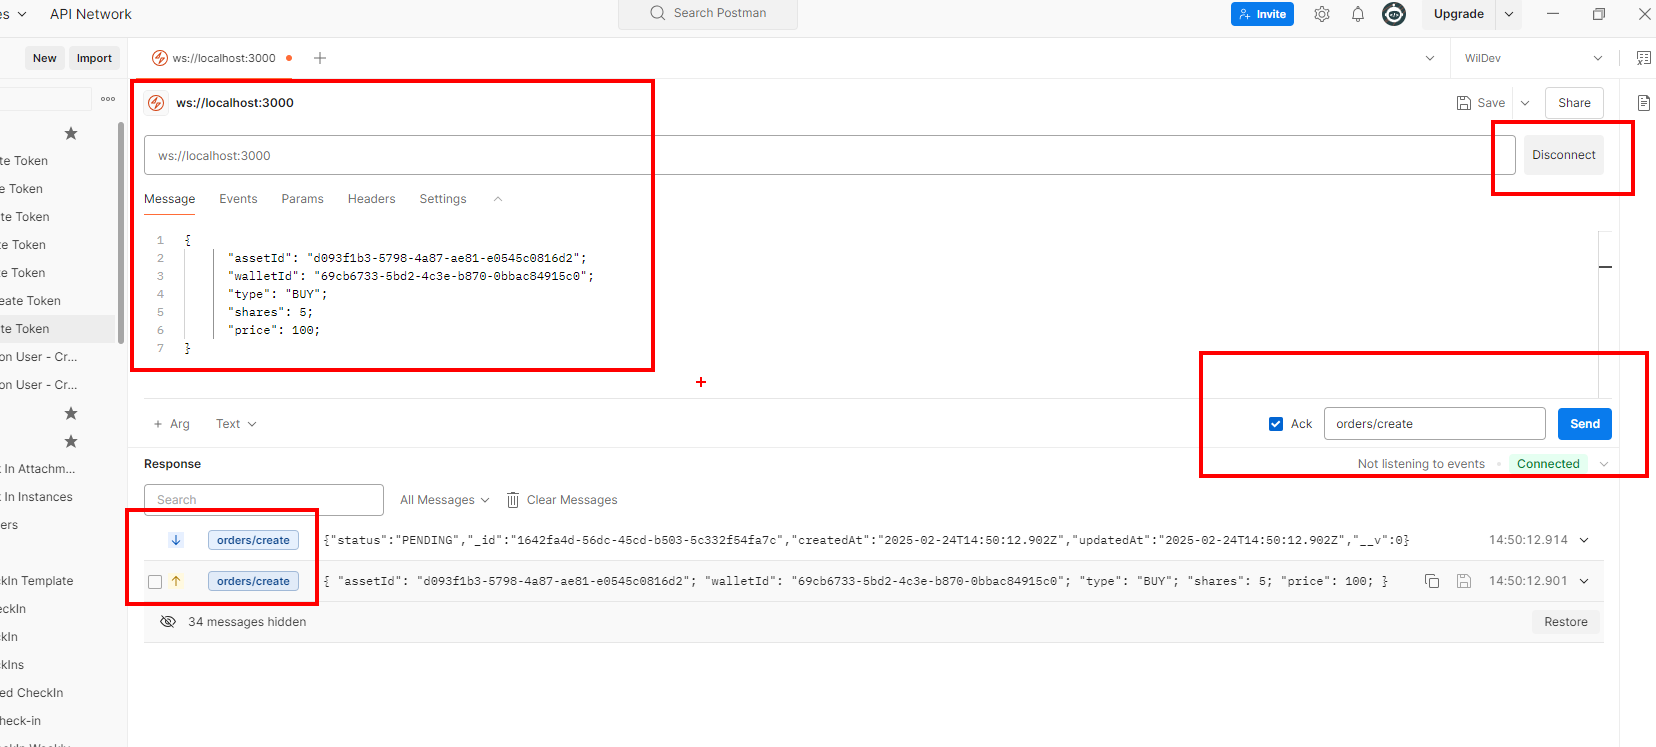 es API Network Search Postman Invite Upgrade
New Import ws://localhost:3000 WilDev
ws://localhost:3000 Save Share
ws://localhost:3000 Disconnect
Message Events Params Headers Settings
1 {
2 "assetId": "d093f1b3-5798-4a87-ae81-e0545c0816d2";
3 "walletId": "69cb6733-5bd2-4c3e-b870-0bbac84915c0";
4 "type": "BUY";
5 "shares": 5;
6 "price": 100;
7 }
te Token
e Token
te Token
te Token
te Token
eate Token
te Token
on User - Cr...
on User - Cr...
k In Attachm...
k In Instances
ers
kIn Template
eckIn
kIn
kIns
ed CheckIn
heck-in
+ Arg Text Ack orders/create Send
Response Not listening to events Connected
Search All Messages Clear Messages
orders/create {"status":"PENDING","_id":"1642fa4d-56dc-45cd-b503-5c332f54fa7c","createdAt":"2025-02-24T14:50:12.902Z","updatedAt":"2025-02-24T14:50:12.902Z","__v":0} 14:50:12.914
orders/create { "assetId": "d093f1b3-5798-4a87-ae81-e0545c0816d2"; "walletId": "69cb6733-5bd2-4c3e-b870-0bbac84915c0"; "type": "BUY"; "shares": 5; "price": 100; } 14:50:12.901
34 messages hidden Restore